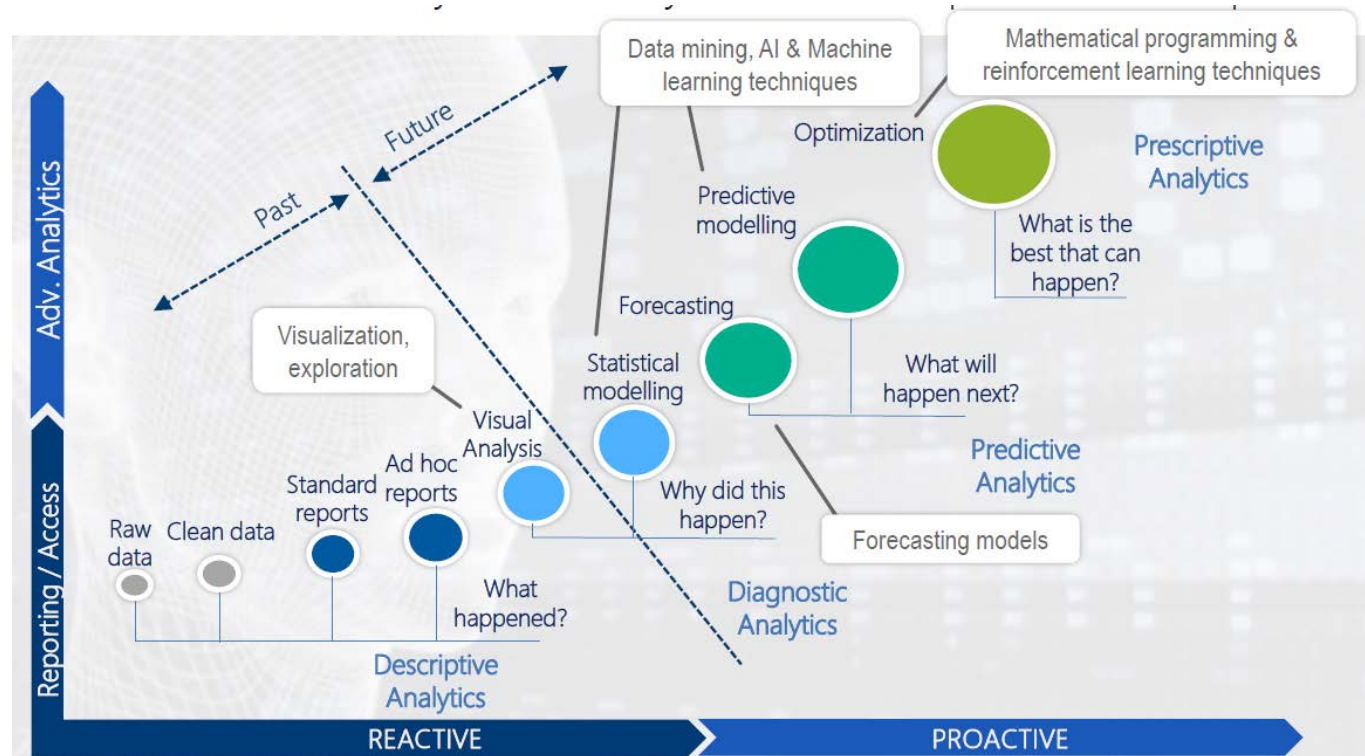 Data mining, AI & Machine
learning techniques
Mathematical programming &
reinforcement learning techniques
Future
Past
Optimization
Prescriptive
Analytics
Predictive
modelling
What is the
best that can
happen?
Adv. Analytics
Visualization,
exploration
Forecasting
Statistical
modelling
What will
happen next?
Visual
Analysis
Predictive
Analytics
Ad hoc
reports
Standard
reports
Why did this
happen?
Raw
data
Clean data
Forecasting models
Reporting / Access
What
happened?
Diagnostic
Analytics
Descriptive
Analytics
REACTIVE
PROACTIVE